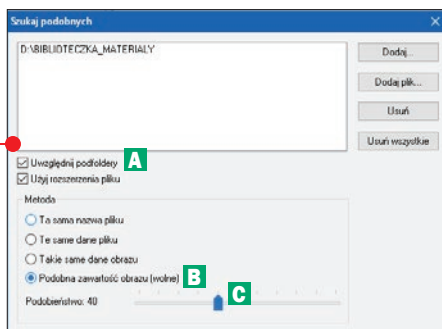 Szukaj podobnych
D:\BIBLIOTECZKA_MATERIALY
Dodaj...
Dodaj plik...
Usuń
Usuń wszystkie
Uwzględnij podfoldery A
Użyj rozszerzenia pliku
Metoda
Ta sama nazwa pliku
Te same dane pliku
Takie same dane obrazu
Podobna zawartość obrazu (wolne) B
Podobieństwo: 40 C